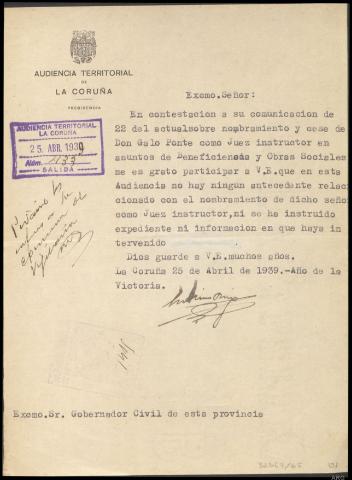 AUDIENCIA TERRITORIAL
DE
LA CORUÑA
PRESIDENCIA
AUDIENCIA TERRITORIAL
LA CORUÑA
25 ABR. 1939
Núm. 1133
SALIDA
Excmo.Señor:
En contestacion a su comunicacion de
22 del actualsobre nombramiento y cese de
Don Galo Ponte como Juez instructor en
asuntos de Beneficiencia y Obras Sociales
me es grato participar a V.E.que en esta
Audiencia no hay ningun antecedente relac
cionado con el nombramiento de dicho señor
como Juez instructor,ni se ha instruido
expediente ni informacion en que haya in
tervenido
Dios guarde a V.E.muchos años.
La Coruña 25 de Abril de 1939.-Año de la
Victoria.
Excmo.Sr. Gobernador Civil de esta provincia